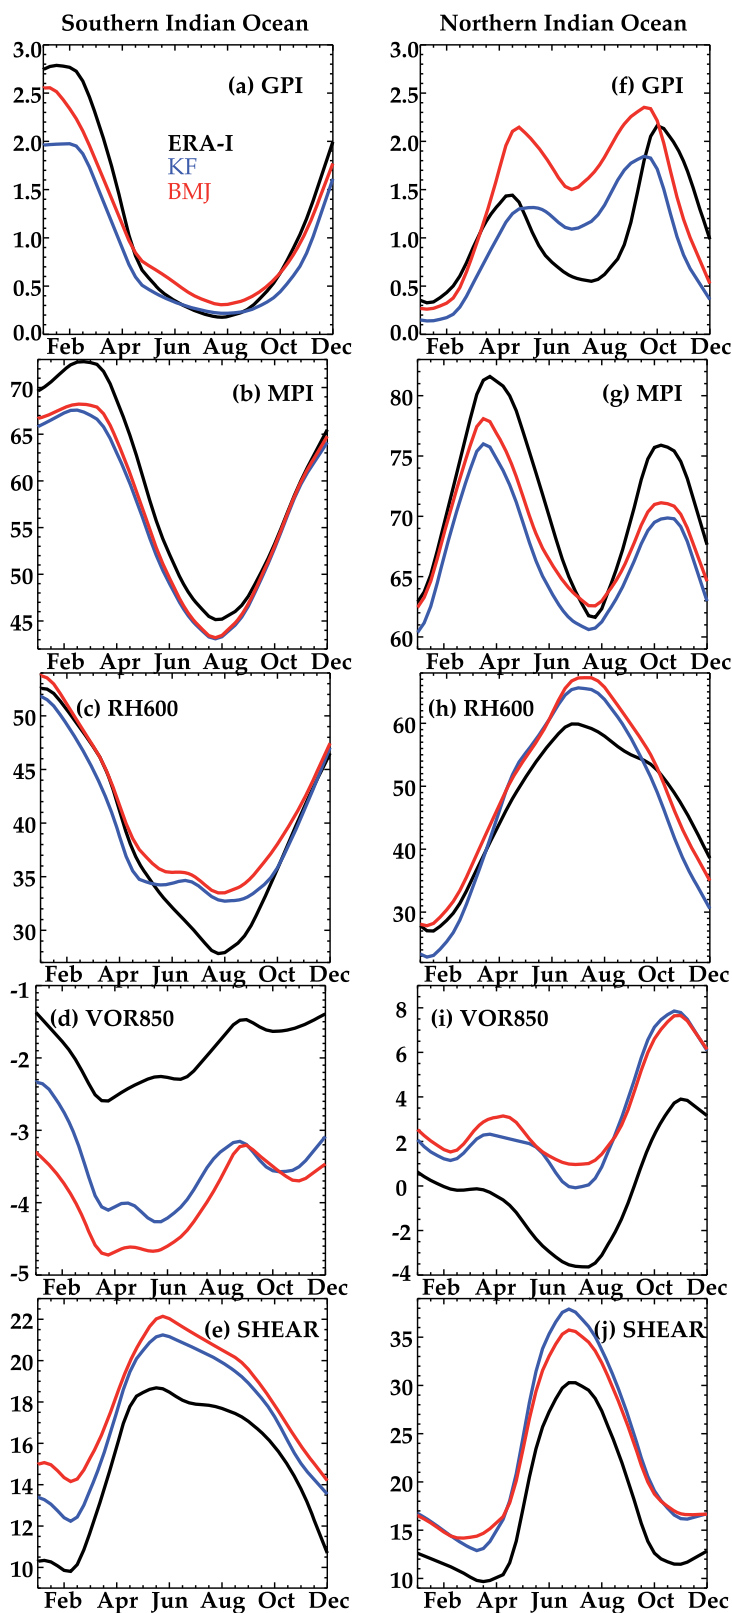 Southern Indian Ocean
Northern Indian Ocean
3.0
2.5
2.0
1.5
1.0
0.5
0.0
(a) GPI
ERA-I
KF
BMJ
Feb Apr Jun Aug Oct Dec
3.0
2.5
2.0
1.5
1.0
0.5
0.0
(f) GPI
Feb Apr Jun Aug Oct Dec
70
65
60
55
50
45
(b) MPI
Feb Apr Jun Aug Oct Dec
80
75
70
65
60
(g) MPI
Feb Apr Jun Aug Oct Dec
50
45
40
35
30
(c) RH600
Feb Apr Jun Aug Oct Dec
60
50
40
30
(h) RH600
Feb Apr Jun Aug Oct Dec
-1
-2
-3
-4
-5
(d) VOR850
Feb Apr Jun Aug Oct Dec
8
6
4
2
0
-2
-4
(i) VOR850
Feb Apr Jun Aug Oct Dec
22
20
18
16
14
12
10
(e) SHEAR
Feb Apr Jun Aug Oct Dec
35
30
25
20
15
10
(j) SHEAR
Feb Apr Jun Aug Oct Dec